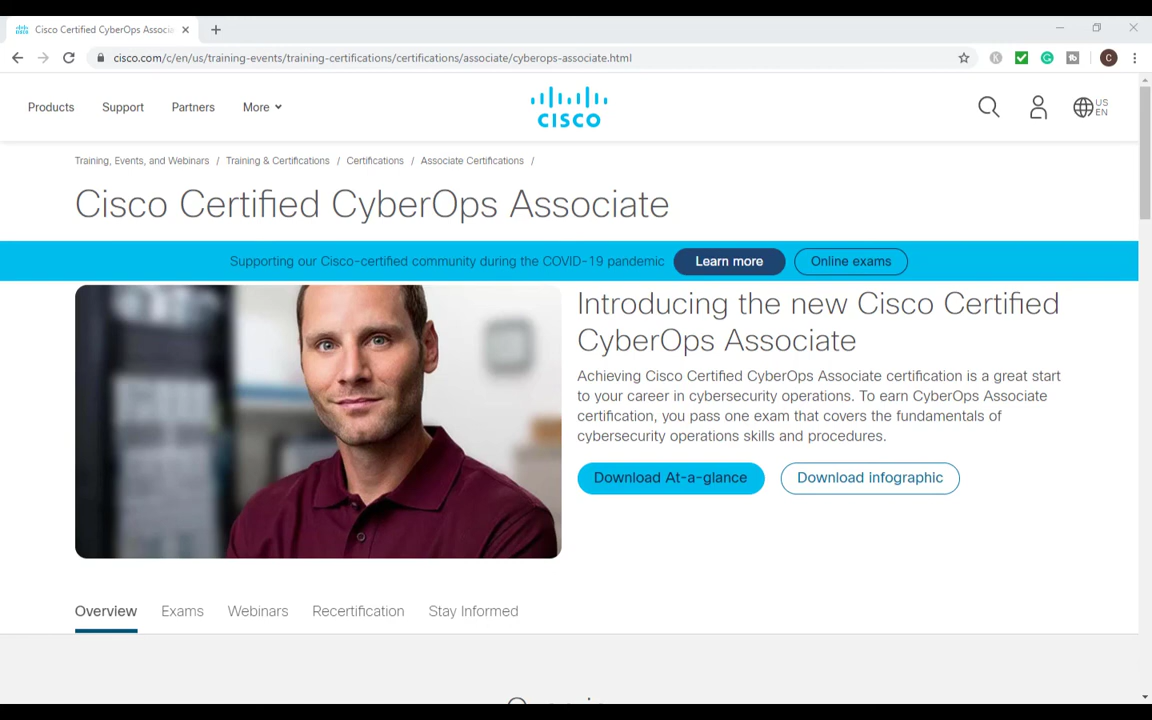 Cisco Certified CyberOps Associa
cisco.com/c/en/us/training-events/training-certifications/certifications/associate/cyberops-associate.html
C
Products Support Partners More
CISCO
US
EN
Training, Events, and Webinars / Training & Certifications / Certifications / Associate Certifications /
Cisco Certified CyberOps Associate
Supporting our Cisco-certified community during the COVID-19 pandemic Learn more Online exams
Introducing the new Cisco Certified
CyberOps Associate
Achieving Cisco Certified CyberOps Associate certification is a great start
to your career in cybersecurity operations. To earn CyberOps Associate
certification, you pass one exam that covers the fundamentals of
cybersecurity operations skills and procedures.
Download At-a-glance Download infographic
Overview Exams Webinars Recertification Stay Informed